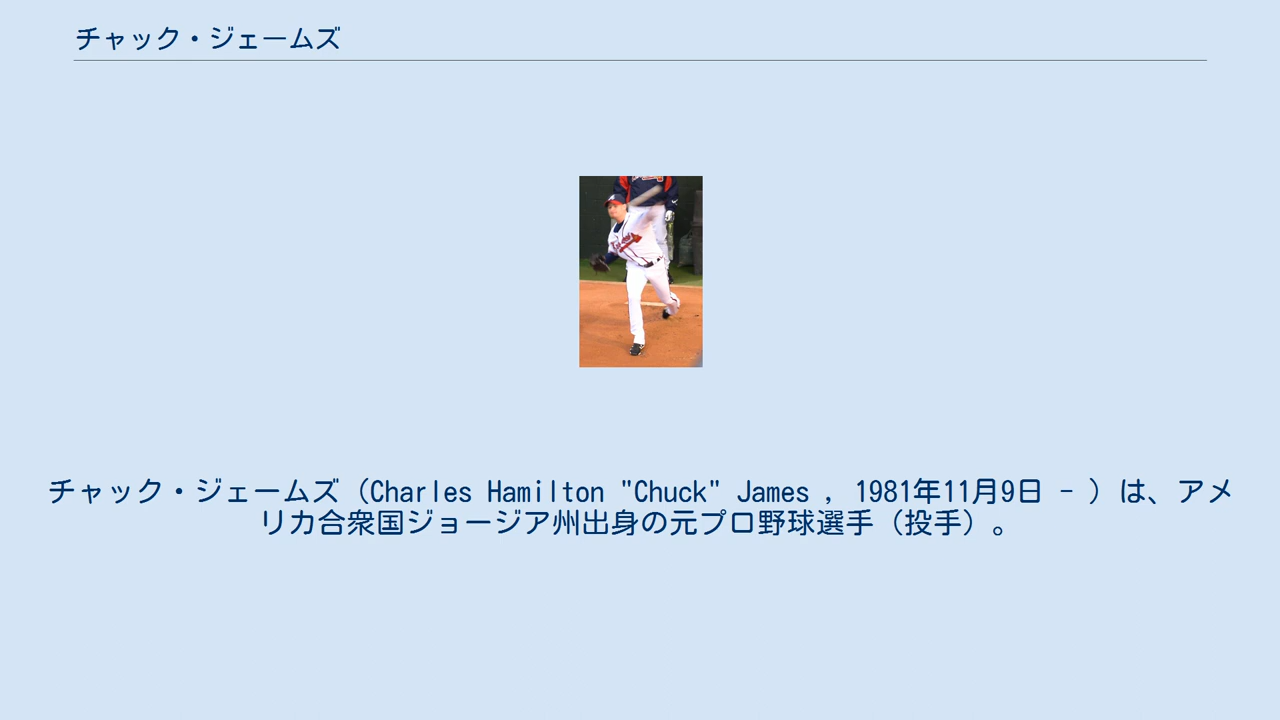 チャック・ジェームズ
チャック・ジェームズ（Charles Hamilton "Chuck" James , 1981年11月9日 - ）は、アメ
リカ合衆国ジョージア州出身の元プロ野球選手（投手）。